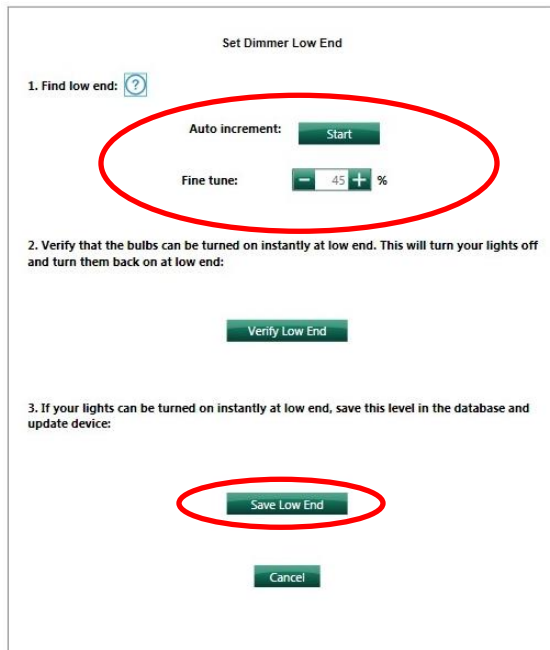 Set Dimmer Low End
1. Find low end: ?
Auto increment: Start
Fine tune: − 45 + %
2. Verify that the bulbs can be turned on instantly at low end. This will turn your lights off
and turn them back on at low end:
Verify Low End
3. If your lights can be turned on instantly at low end, save this level in the database and
update device:
Save Low End
Cancel